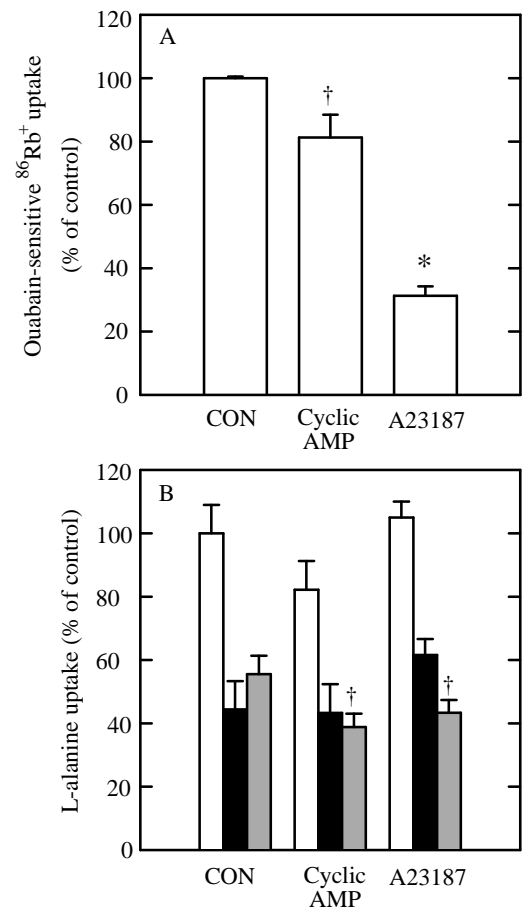 120
A
100
†
80
60
*
40
20
0
Ouabain-sensitive ⁸⁶Rb⁺ uptake
(% of control)
CON
Cyclic
AMP
A23187
120
B
100
80
60
†
†
40
20
0
L-alanine uptake (% of control)
CON
Cyclic
AMP
A23187